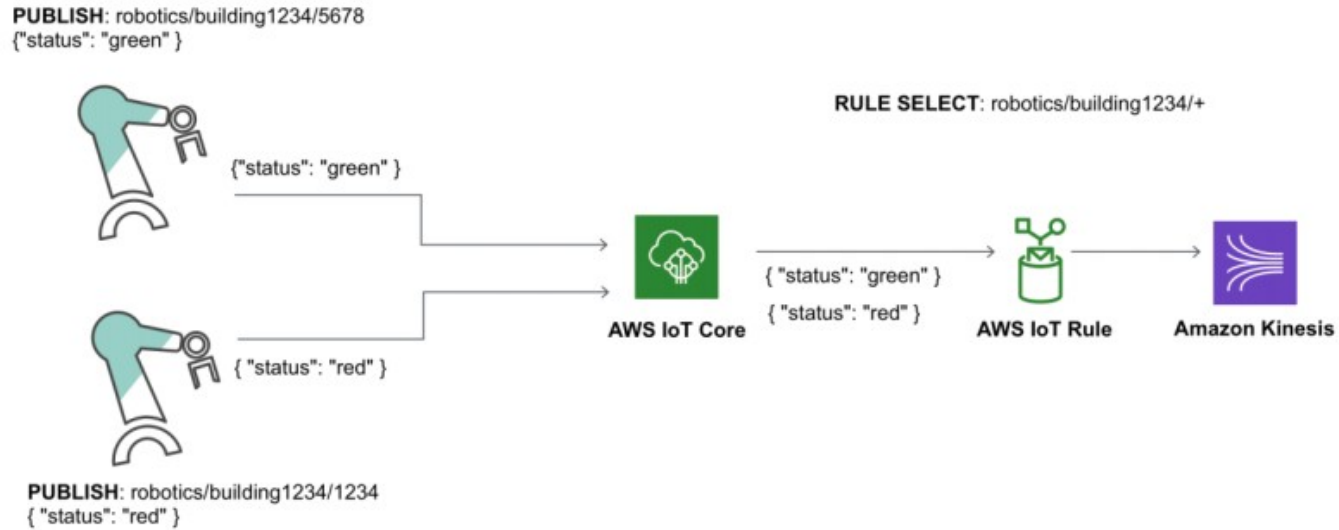 PUBLISH: robotics/building1234/5678
{"status": "green" }
RULE SELECT: robotics/building1234/+
{"status": "green" }
{ "status": "green" }
{ "status": "red" }
AWS IoT Core
AWS IoT Rule
Amazon Kinesis
{ "status": "red" }
PUBLISH: robotics/building1234/1234
{ "status": "red" }